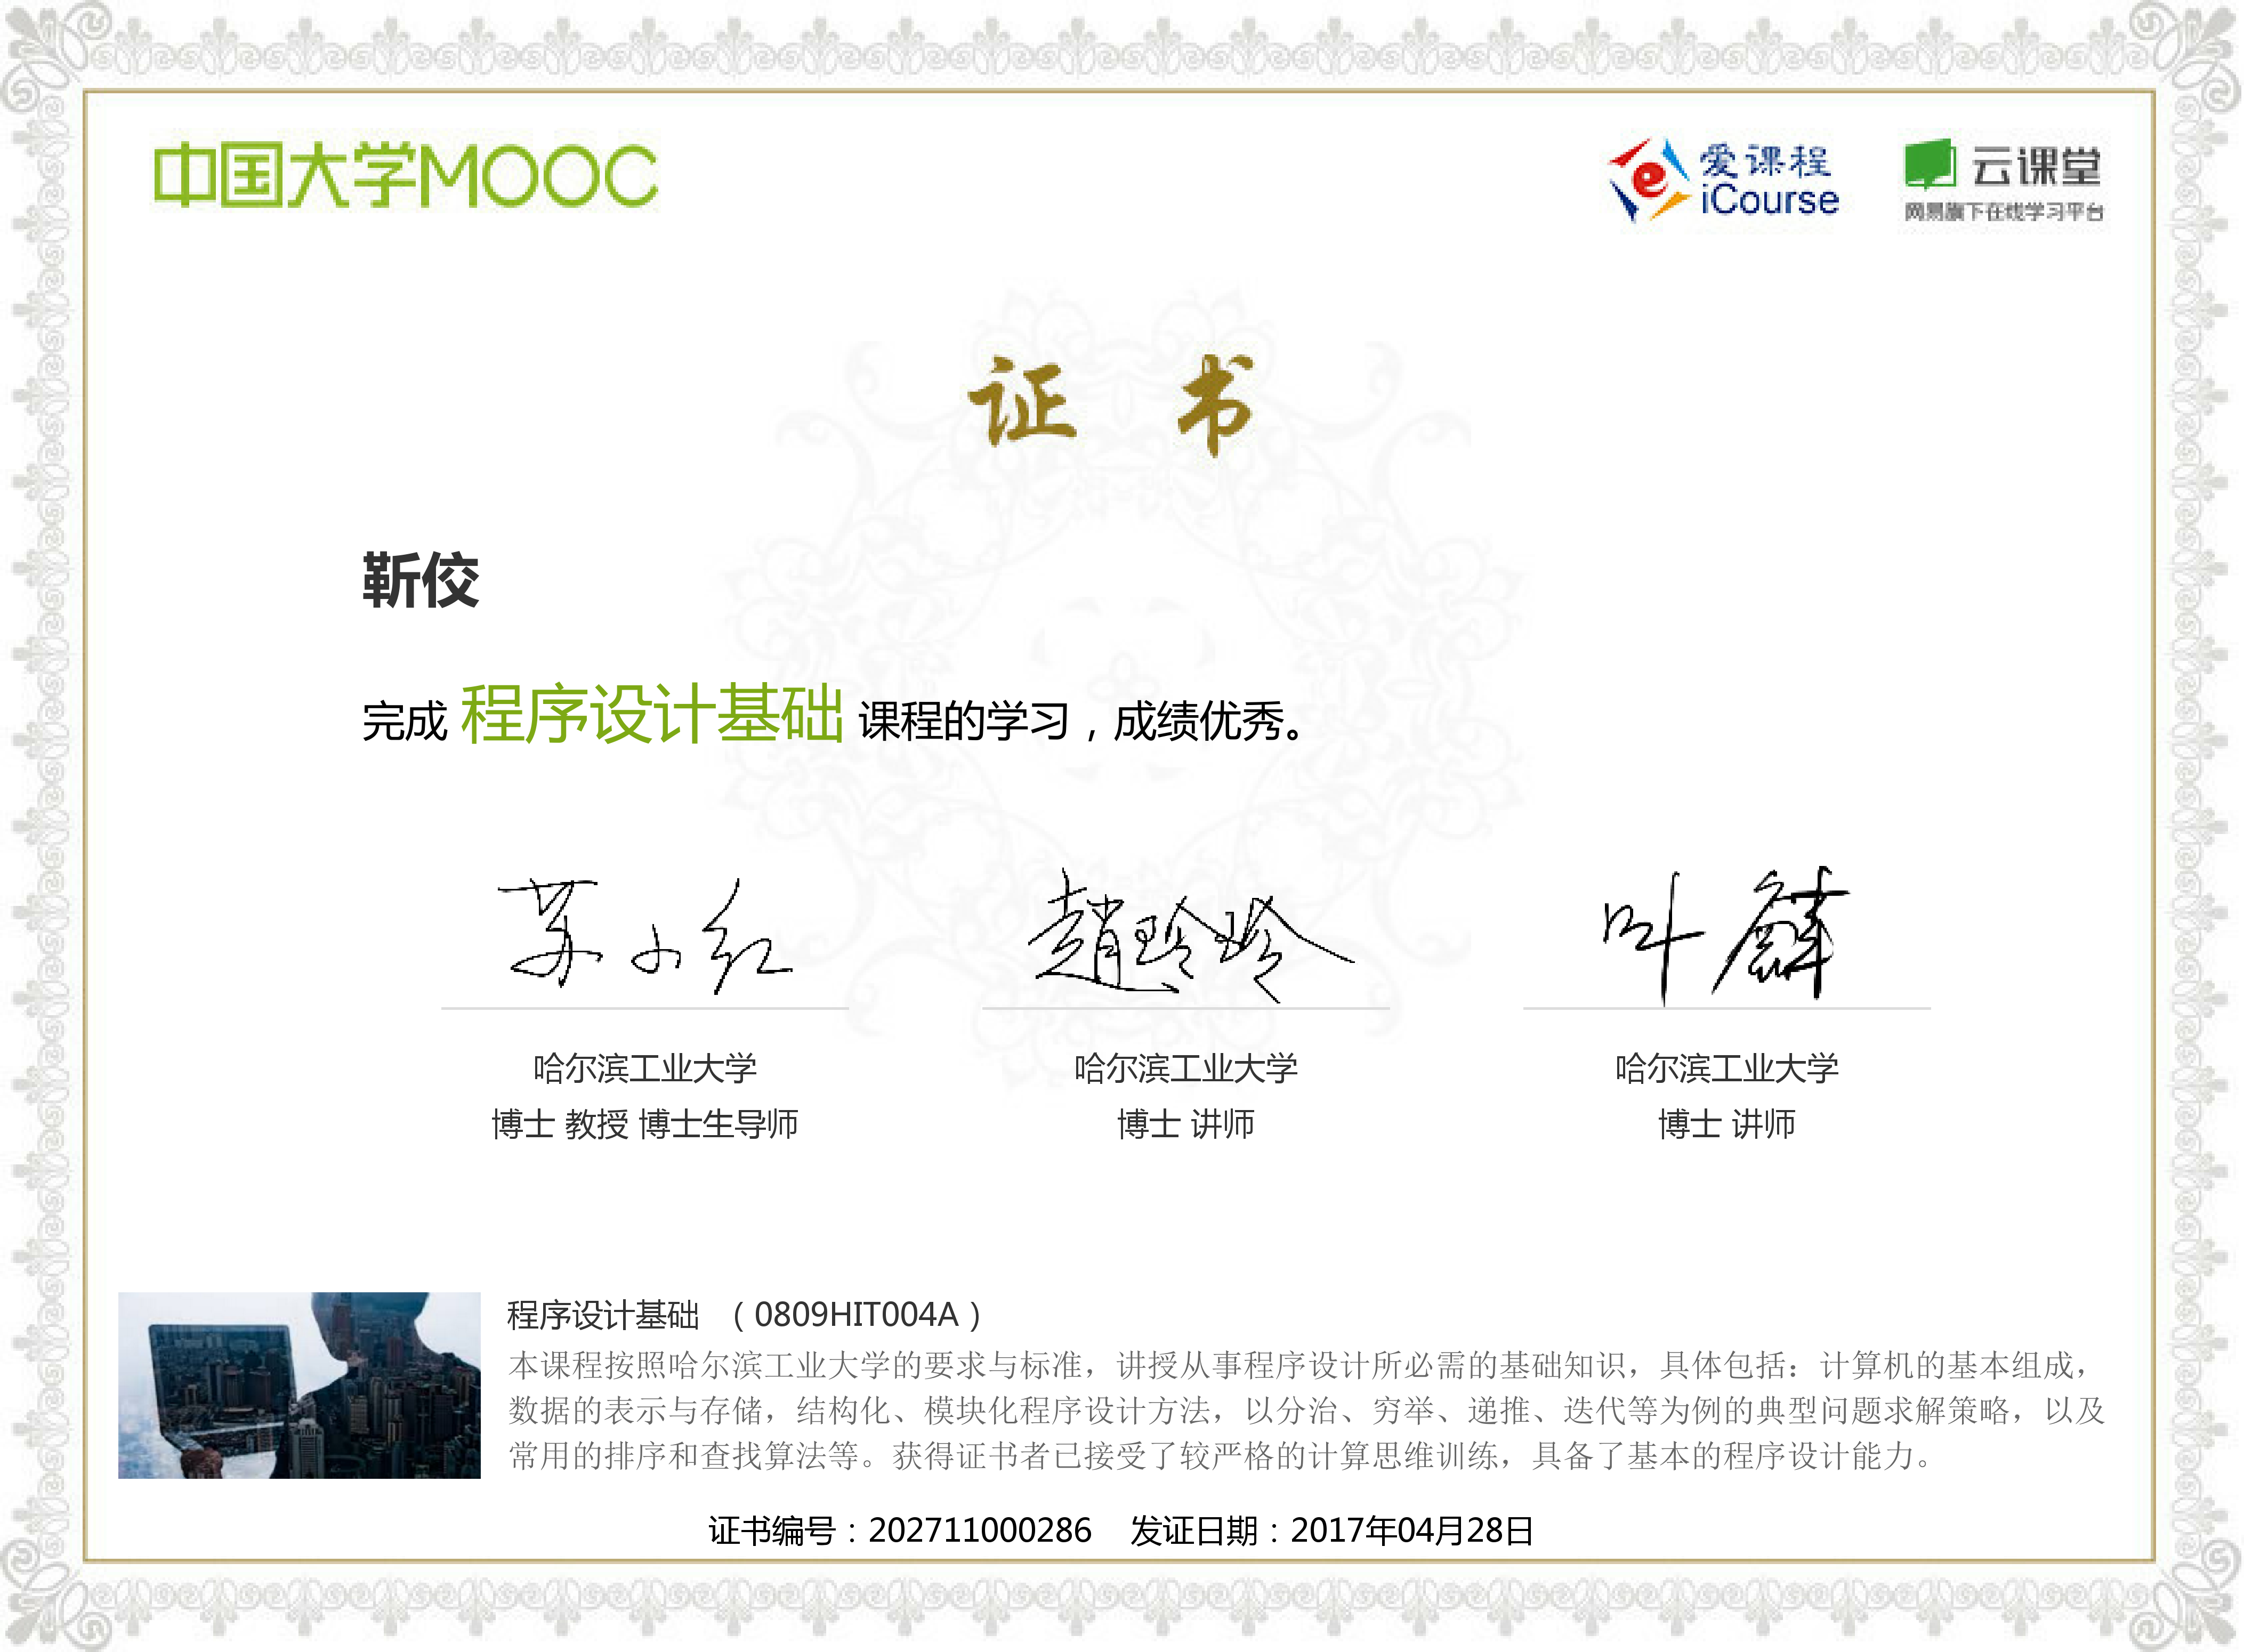 中国大学MOOC
爱课程
iCourse
云课堂
网易旗下在线学习平台
证 书
靳佼
完成 程序设计基础 课程的学习，成绩优秀。
苏小红
趙玲玲
叶麟
哈尔滨工业大学
博士 教授 博士生导师
哈尔滨工业大学
博士 讲师
哈尔滨工业大学
博士 讲师
程序设计基础 （0809HIT004A）
本课程按照哈尔滨工业大学的要求与标准，讲授从事程序设计所必需的基础知识，具体包括：计算机的基本组成，
数据的表示与存储，结构化、模块化程序设计方法，以分治、穷举、递推、迭代等为例的典型问题求解策略，以及
常用的排序和查找算法等。获得证书者已接受了较严格的计算思维训练，具备了基本的程序设计能力。
证书编号：202711000286 发证日期：2017年04月28日